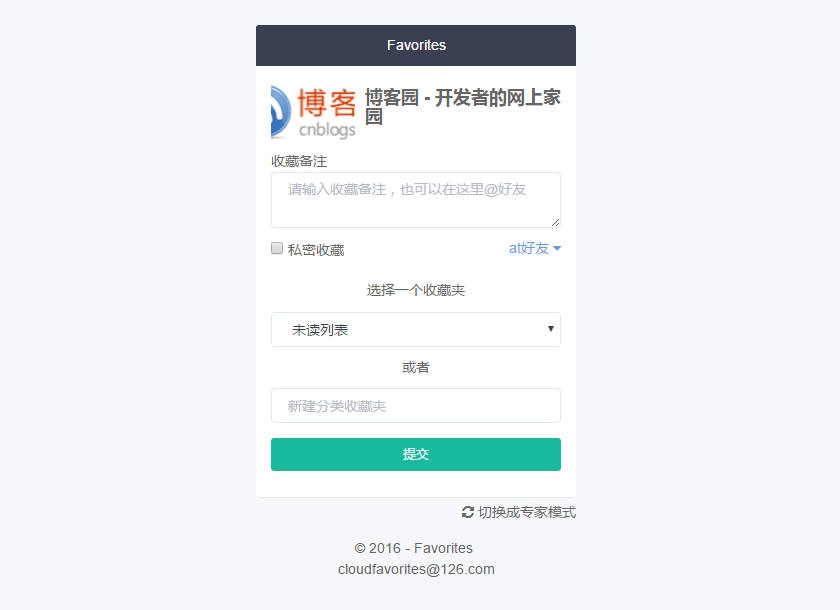 Favorites
博客
cnblogs
博客园 - 开发者的网上家
园
收藏备注
请输入收藏备注，也可以在这里@好友
私密收藏
at好友
选择一个收藏夹
未读列表
或者
新建分类收藏夹
提交
切换成专家模式
© 2016 - Favorites
cloudfavorites@126.com